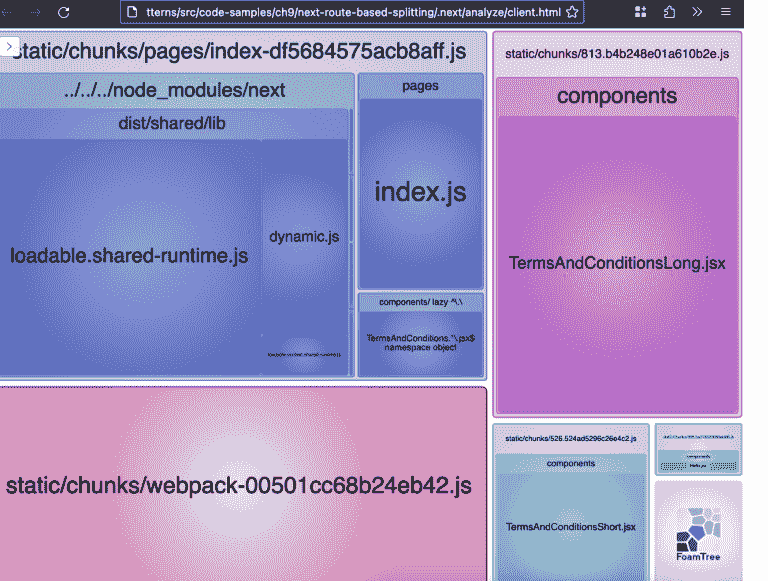 tterns/src/code-samples/ch9/next-route-based-splitting/.next/analyze/client.html
static/chunks/pages/index-df5684575acb8aff.js
../../../node_modules/next
dist/shared/lib
loadable.shared-runtime.js
dynamic.js
pages
index.js
components/ lazy ^\.\
TermsAndConditions.*\.jsx$
namespace object
static/chunks/webpack-00501cc68b24eb42.js
static/chunks/813.b4b248e01a610b2e.js
components
TermsAndConditionsLong.jsx
static/chunks/526.524ad5296c26e4c2.js
components
TermsAndConditionsShort.jsx
components
FoamTree